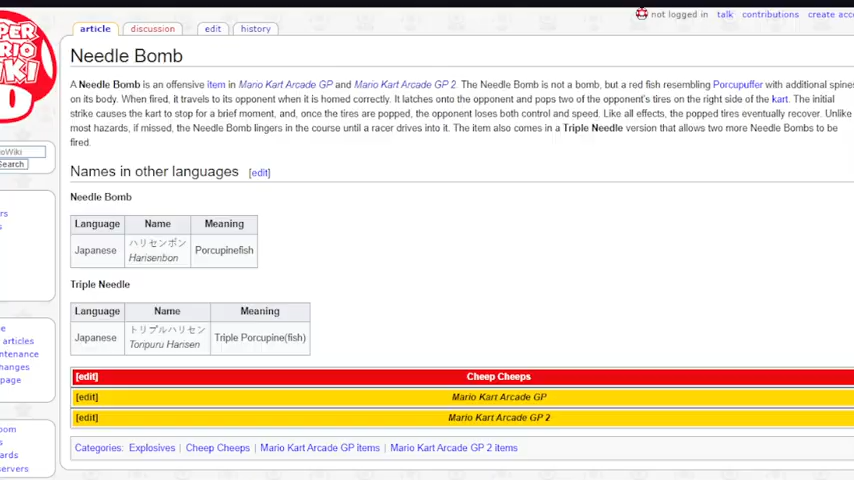 article discussion edit history
not logged in talk contributions create
Needle Bomb
A Needle Bomb is an offensive item in Mario Kart Arcade GP and Mario Kart Arcade GP 2. The Needle Bomb is not a bomb, but a red fish resembling Porcupuffer with additional spines
on its body. When fired, it travels to its opponent when it is homed correctly. It latches onto the opponent and pops two of the opponent's tires on the right side of the kart. The initial
strike causes the kart to stop for a brief moment, and, once the tires are popped, the opponent loses both control and speed. Like all effects, the popped tires eventually recover. Unlike
most hazards, if missed, the Needle Bomb lingers in the course until a racer drives into it. The item also comes in a Triple Needle version that allows two more Needle Bombs to be
fired.
Search
Names in other languages [edit]
Needle Bomb
Language Name Meaning
Japanese ハリセンボン Harisenbon Porcupinefish
Triple Needle
Language Name Meaning
Japanese トリプルハリセン Toripuru Harisen Triple Porcupine(fish)
articles
page
[edit] Cheep Cheeps
[edit] Mario Kart Arcade GP
[edit] Mario Kart Arcade GP 2
Categories: Explosives | Cheep Cheeps | Mario Kart Arcade GP items | Mario Kart Arcade GP 2 items